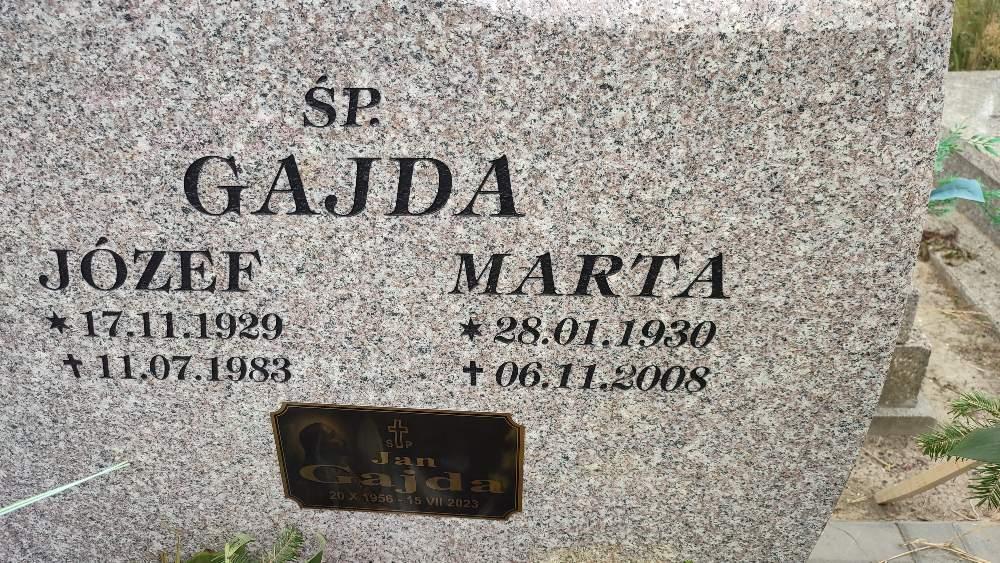 ŚP.
GAJDA
JÓZEF
★ 17.11.1929
✝ 11.07.1983
MARTA
★ 28.01.1930
✝ 06.11.2008
S P
Jan
Gajda
20 X 1956 - 15 VII 2023